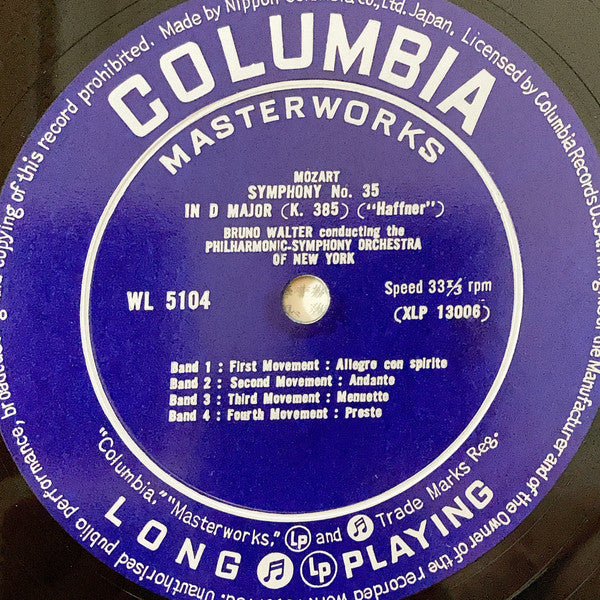 copying of this record prohibited. Made by Nippon Columbia Co., Ltd. Japan. Licensed by Columbia Records U.S.A.
of the Manufacturer and of the Owner of the recorded work
Unauthorised public performance,
COLUMBIA
MASTERWORKS
MOZART
SYMPHONY No. 35
IN D MAJOR (K. 385) ("Haffner")
BRUNO WALTER conducting the
PHILHARMONIC-SYMPHONY ORCHESTRA
OF NEW YORK
WL 5104
Speed 33⅓ rpm
(XLP 13006)
Band 1 : First Movement : Allegro con spirito
Band 2 : Second Movement : Andante
Band 3 : Third Movement : Menuetto
Band 4 : Fourth Movement : Presto
"Columbia," "Masterworks," Lp and Trade Marks Reg.
LONG Lp PLAYING